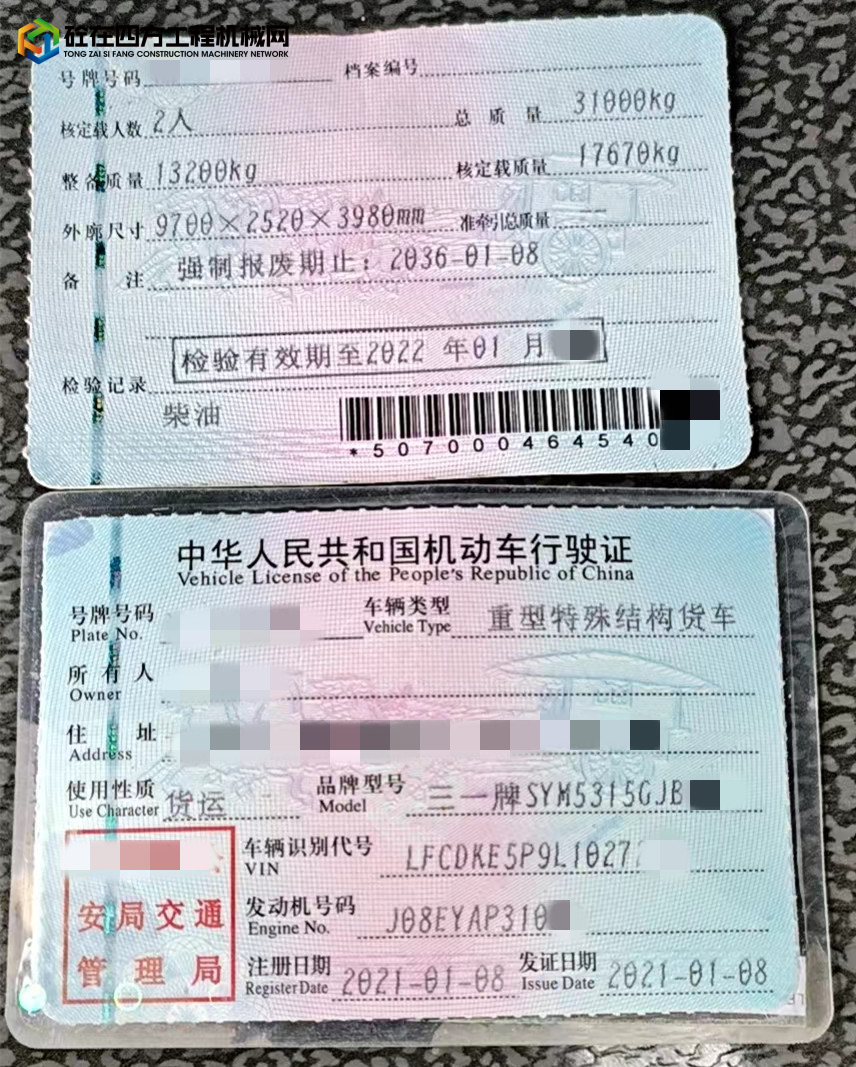 砼在四方工程机械网
TONG ZAI SI FANG CONSTRUCTION MACHINERY NETWORK
号牌号码 档案编号
核定载人数 2人 总质量 31000kg
整备质量 13200kg 核定载质量 17670kg
外廓尺寸 9700×2520×3980mm 准牵引总质量 --
备注 强制报废期止：2036-01-08
检验有效期至2022 年01 月
检验记录
柴油
*507000464540
中华人民共和国机动车行驶证
Vehicle License of the People's Republic of China
号牌号码 车辆类型 重型特殊结构货车
Plate No. Vehicle Type
所有人
Owner
住址
Address
使用性质 货运 品牌型号 三一牌SYM5315GJB
Use Character Model
车辆识别代号 LFCDKE5P9L1027
VIN
安局交通
管理局
发动机号码 J08EYAP310
Engine No.
注册日期 2021-01-08 发证日期 2021-01-08
Register Date Issue Date